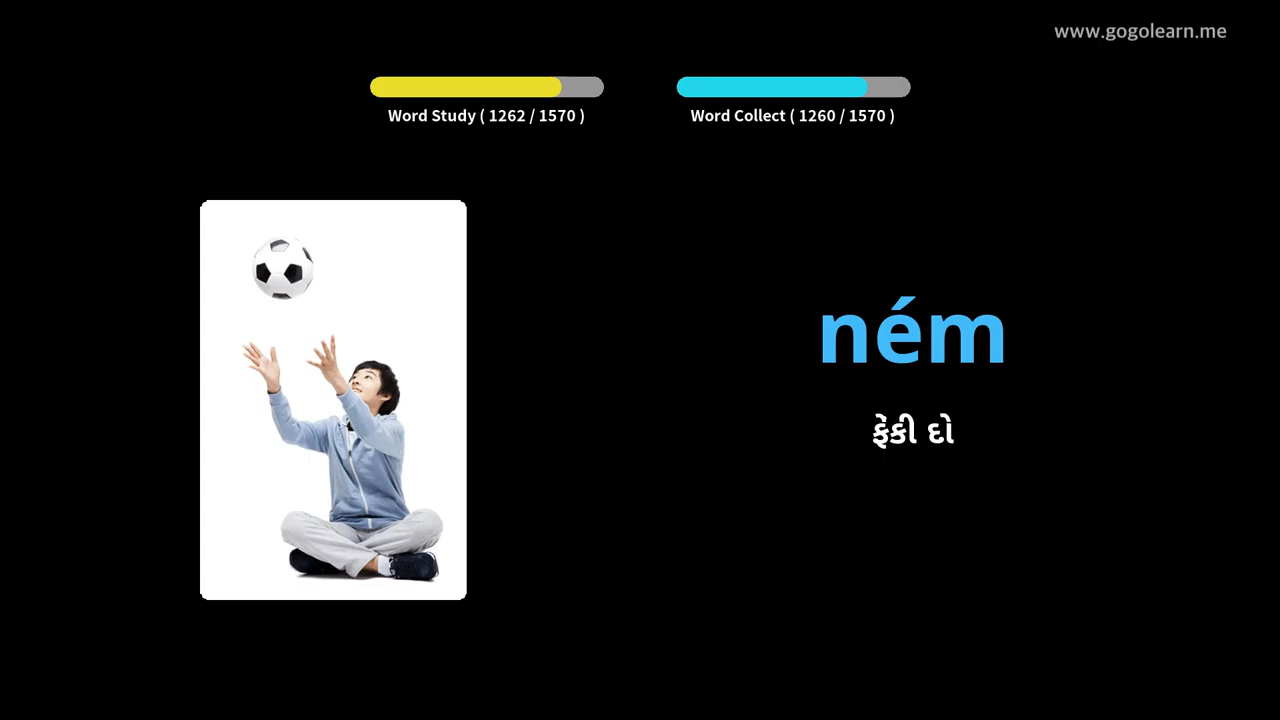 www.gogolearn.me
Word Study ( 1262 / 1570 )
Word Collect ( 1260 / 1570 )
ném
ફેંકી દો